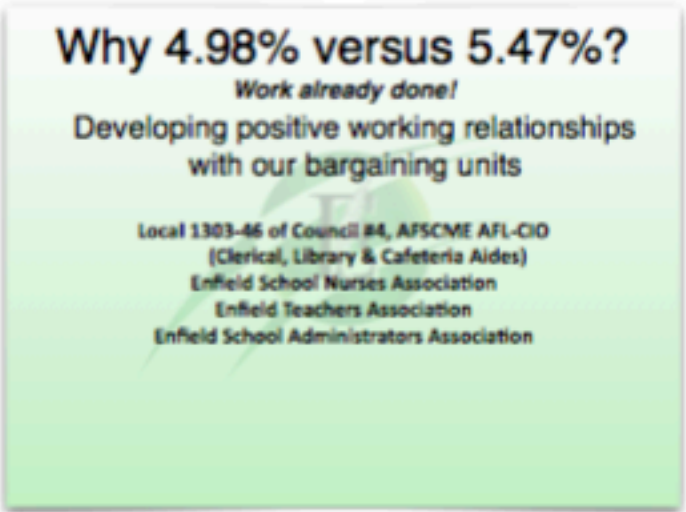 Why 4.98% versus 5.47%?
Work already done!
Developing positive working relationships
with our bargaining units
Local 1303-46 of Council #4, AFSCME AFL-CIO
(Clerical, Library & Cafeteria Aides)
Enfield School Nurses Association
Enfield Teachers Association
Enfield School Administrators Association